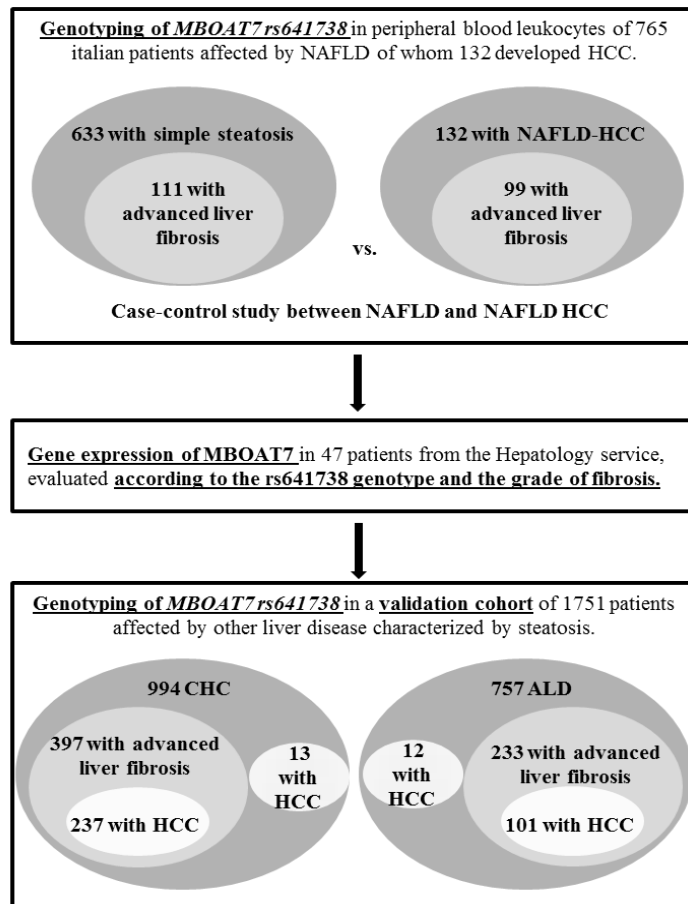 Genotyping of MBOAT7 rs641738 in peripheral blood leukocytes of 765
italian patients affected by NAFLD of whom 132 developed HCC.
633 with simple steatosis
111 with
advanced liver
fibrosis
vs.
132 with NAFLD-HCC
99 with
advanced liver
fibrosis
Case-control study between NAFLD and NAFLD HCC
Gene expression of MBOAT7 in 47 patients from the Hepatology service,
evaluated according to the rs641738 genotype and the grade of fibrosis.
Genotyping of MBOAT7 rs641738 in a validation cohort of 1751 patients
affected by other liver disease characterized by steatosis.
994 CHC
397 with advanced
liver fibrosis
237 with HCC
13
with
HCC
757 ALD
12
with
HCC
233 with advanced
liver fibrosis
101 with HCC